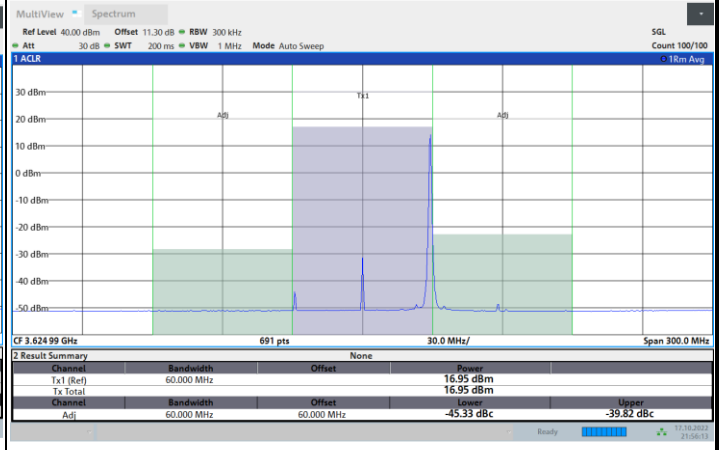 MultiView Spectrum
Ref Level 40.00 dBm Offset 11.30 dB RBW 300 kHz SGL
Att 30 dB SWT 200 ms VBW 1 MHz Mode Auto Sweep Count 100/100
1 ACLR 1Rm Avg
30 dBm
Tx1
20 dBm Adj Adj
10 dBm
0 dBm
-10 dBm
-20 dBm
-30 dBm
-40 dBm
-50 dBm
CF 3.624 99 GHz 691 pts 30.0 MHz/ Span 300.0 MHz
2 Result Summary None
Channel Bandwidth Offset Power
Tx1 (Ref) 60.000 MHz 16.95 dBm
Tx Total 16.95 dBm
Channel Bandwidth Offset Lower Upper
Adj 60.000 MHz 60.000 MHz -45.33 dBc -39.82 dBc
Ready 17.10.2022
21:56:13